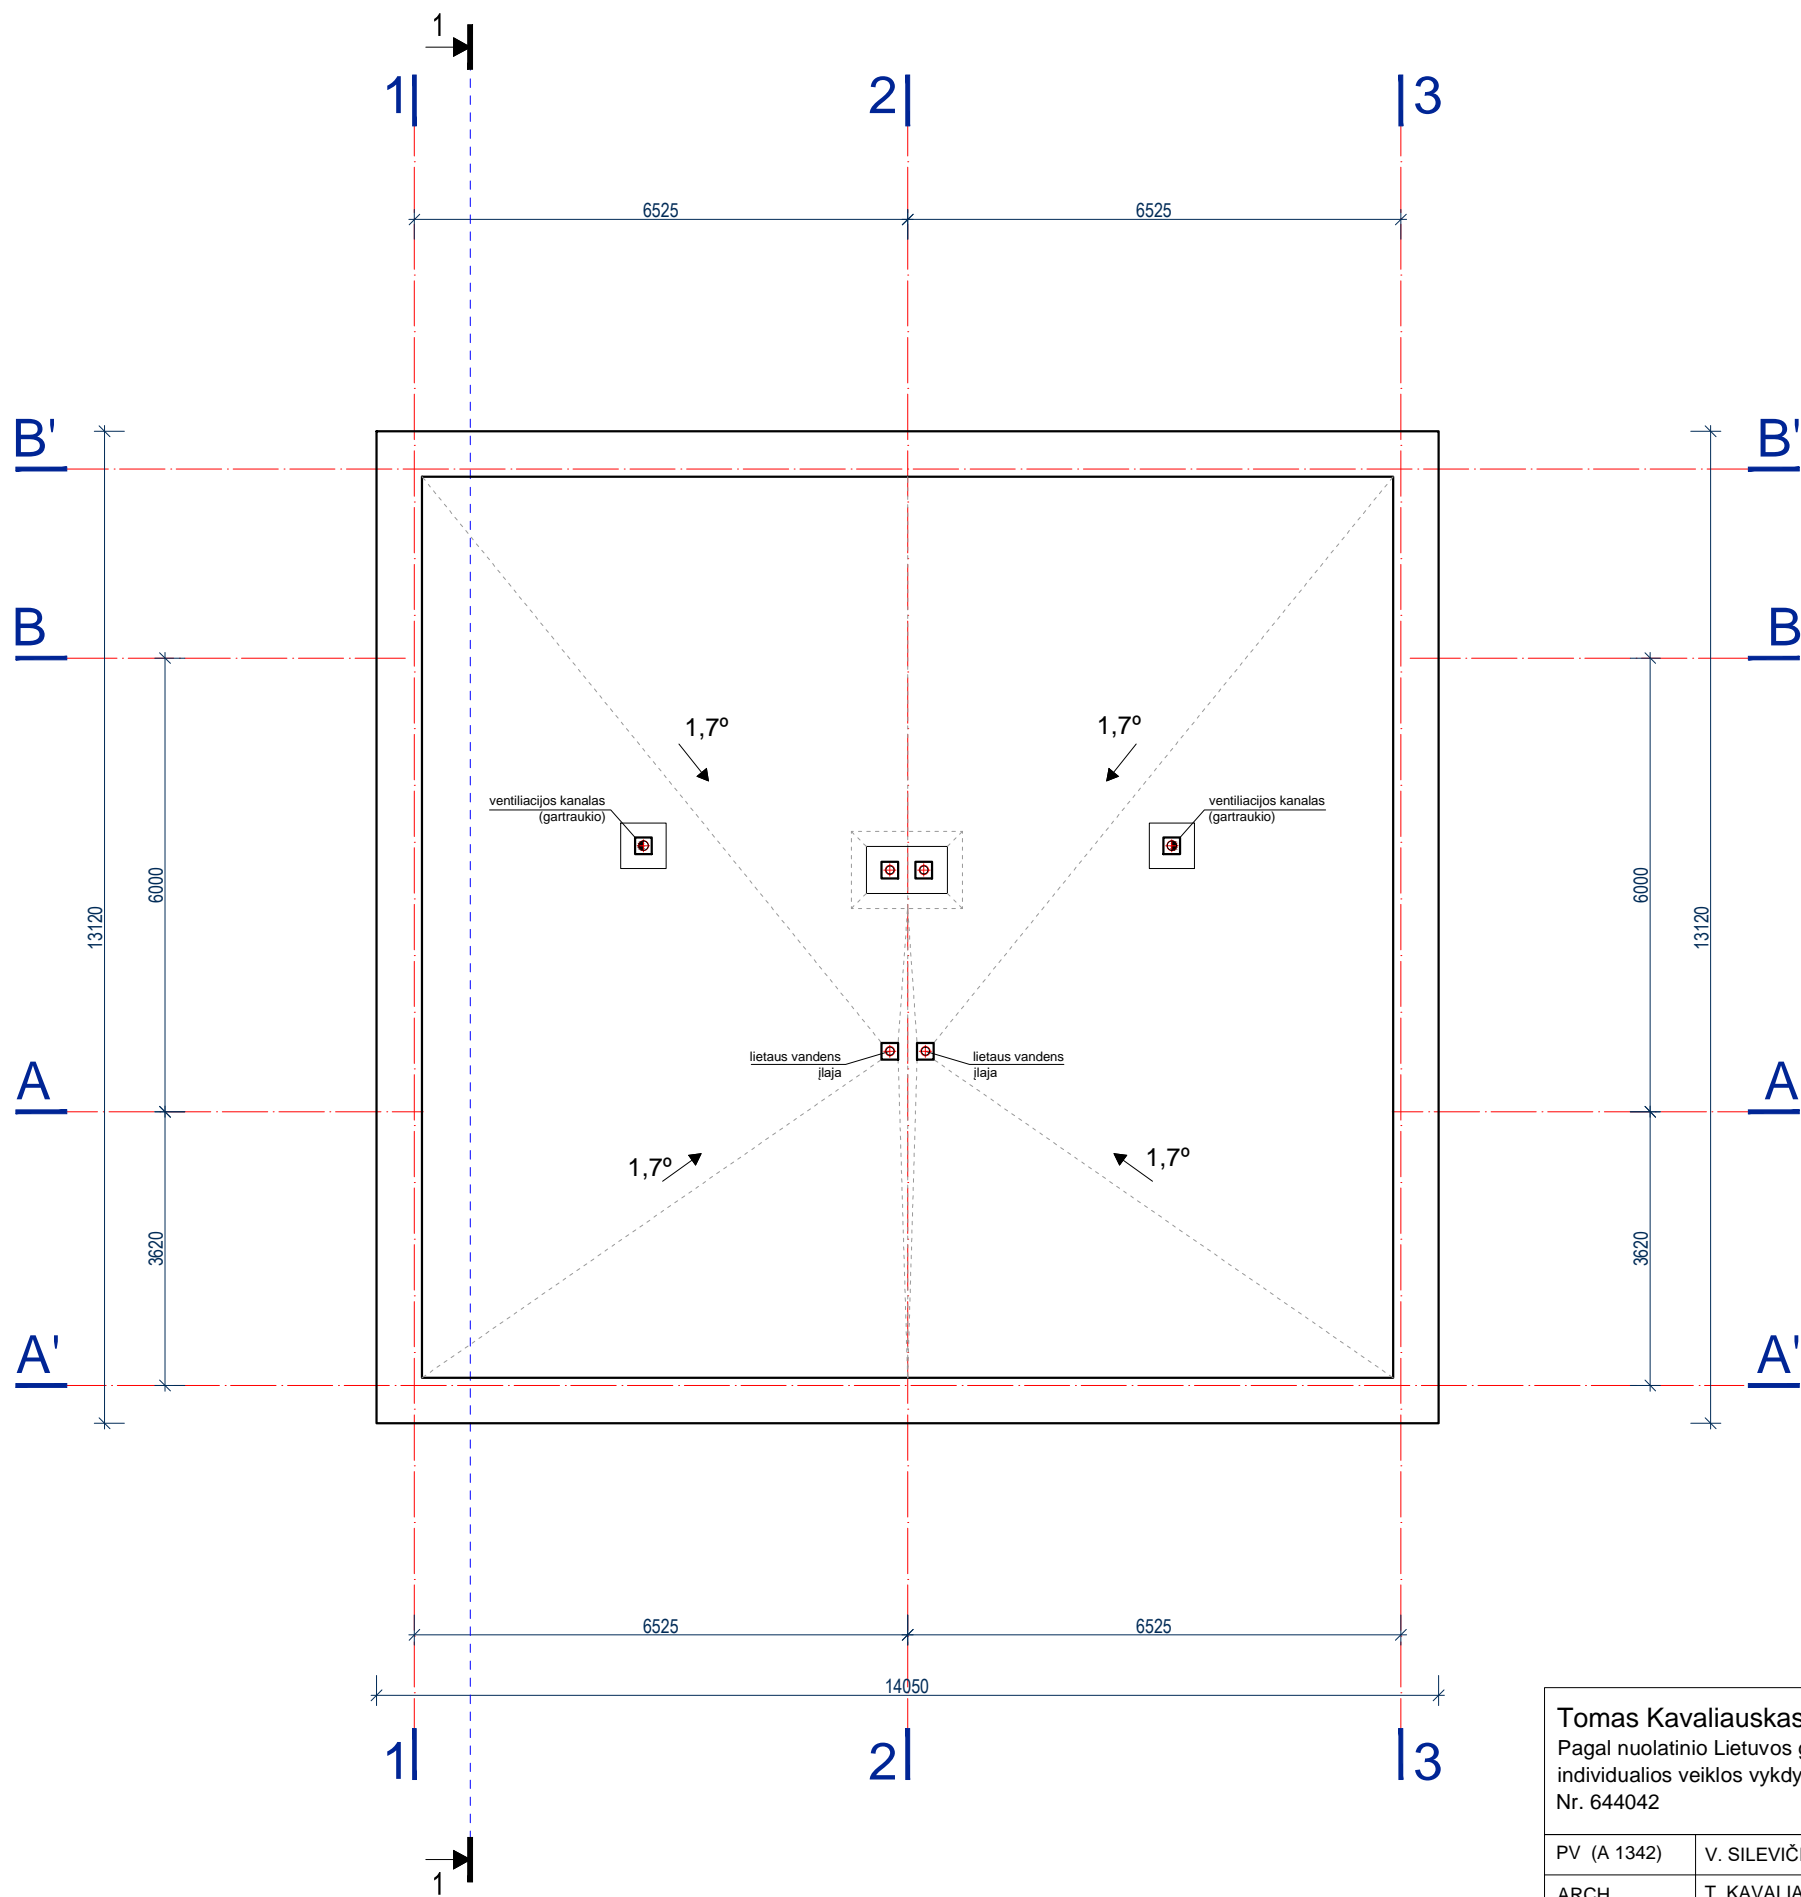 1
1 2 3
6525 6525
B' B'
B B
1,7º 1,7º
ventiliacijos kanalas
(gartraukio)
ventiliacijos kanalas
(gartraukio)
13120 6000 6000 13120
lietaus vandens
įlaja
lietaus vandens
įlaja
A A
1,7º 1,7º
3620 3620
A' A'
6525 6525
14050
1 2 3
1
Tomas Kavaliauskas
Pagal nuolatinio Lietuvos
individualios veiklos
Nr. 644042
PV (A 1342)
V.
ARCH
T.